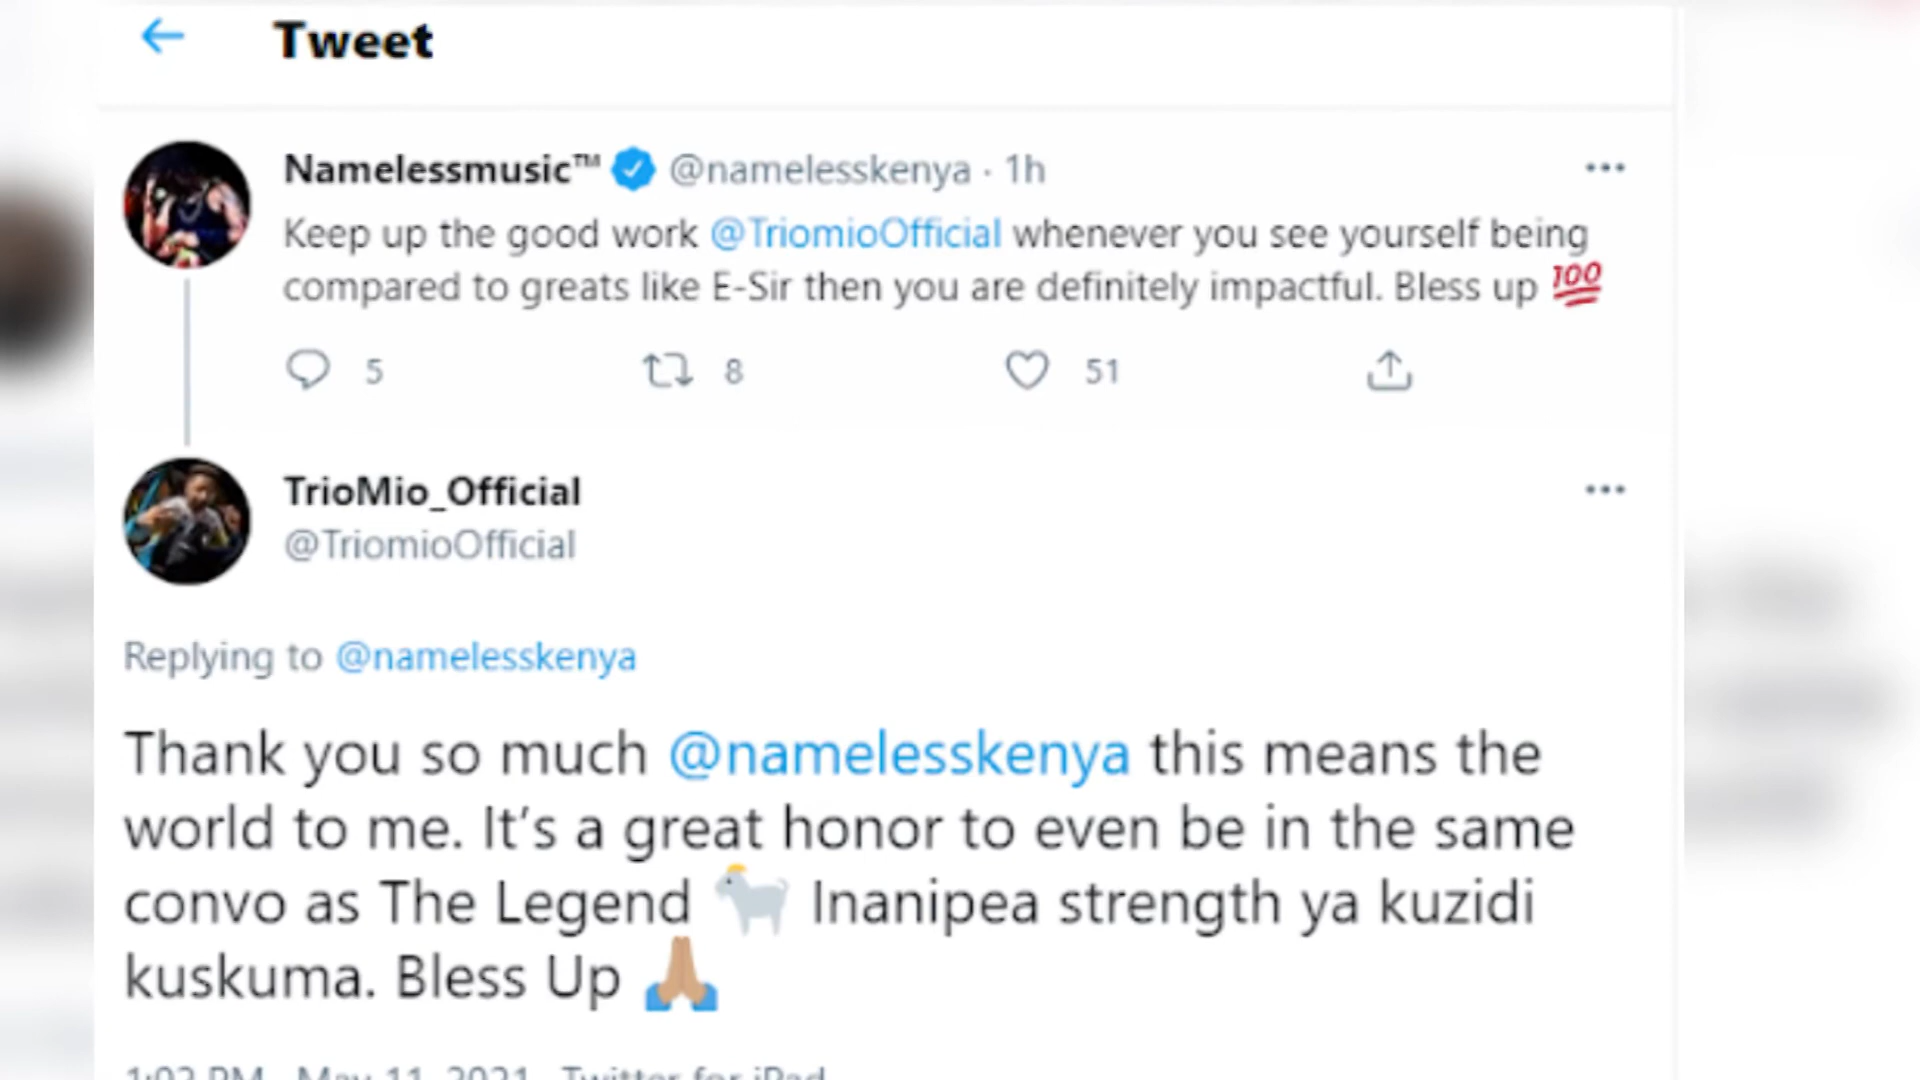 Tweet
Namelessmusic™ @namelesskenya · 1h
Keep up the good work @TriomioOfficial whenever you see yourself being
compared to greats like E-Sir then you are definitely impactful. Bless up 💯
5 8 51
TrioMio_Official
@TriomioOfficial
Replying to @namelesskenya
Thank you so much @namelesskenya this means the
world to me. It’s a great honor to even be in the same
convo as The Legend 🐐 Inanipea strength ya kuzidi
kuskuma. Bless Up 🙏🏽
1:02 PM · May 11, 2021 · Twitter for iPad